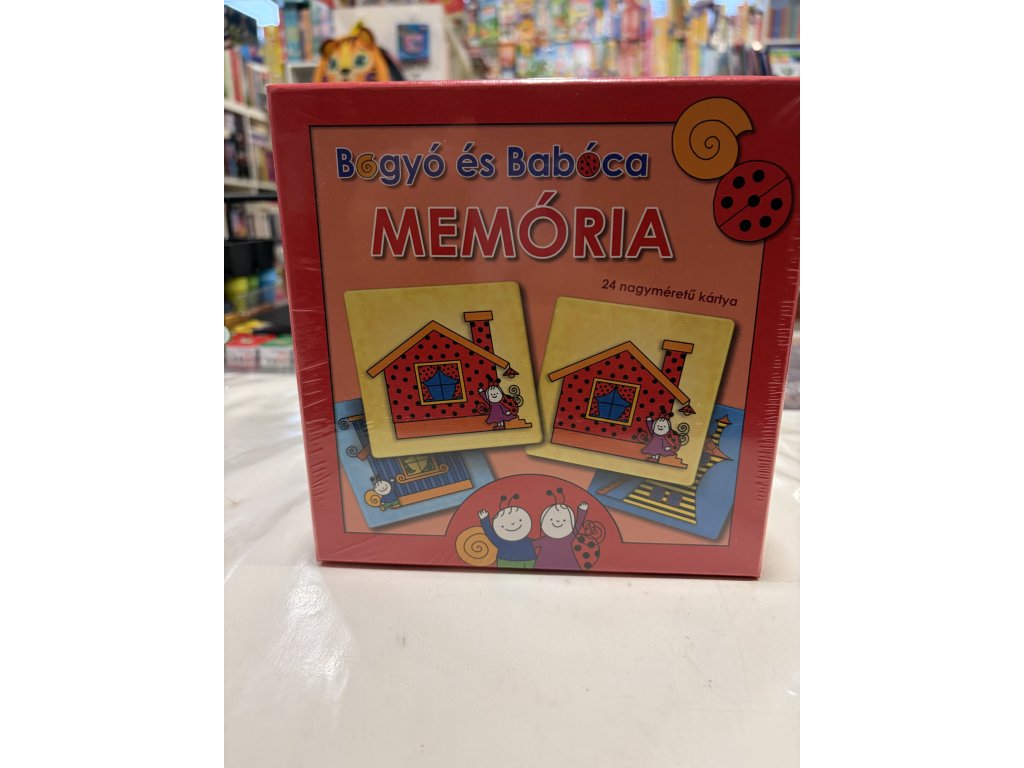 Bogyó és Babóca
MEMÓRIA
24 nagyméretű kártya